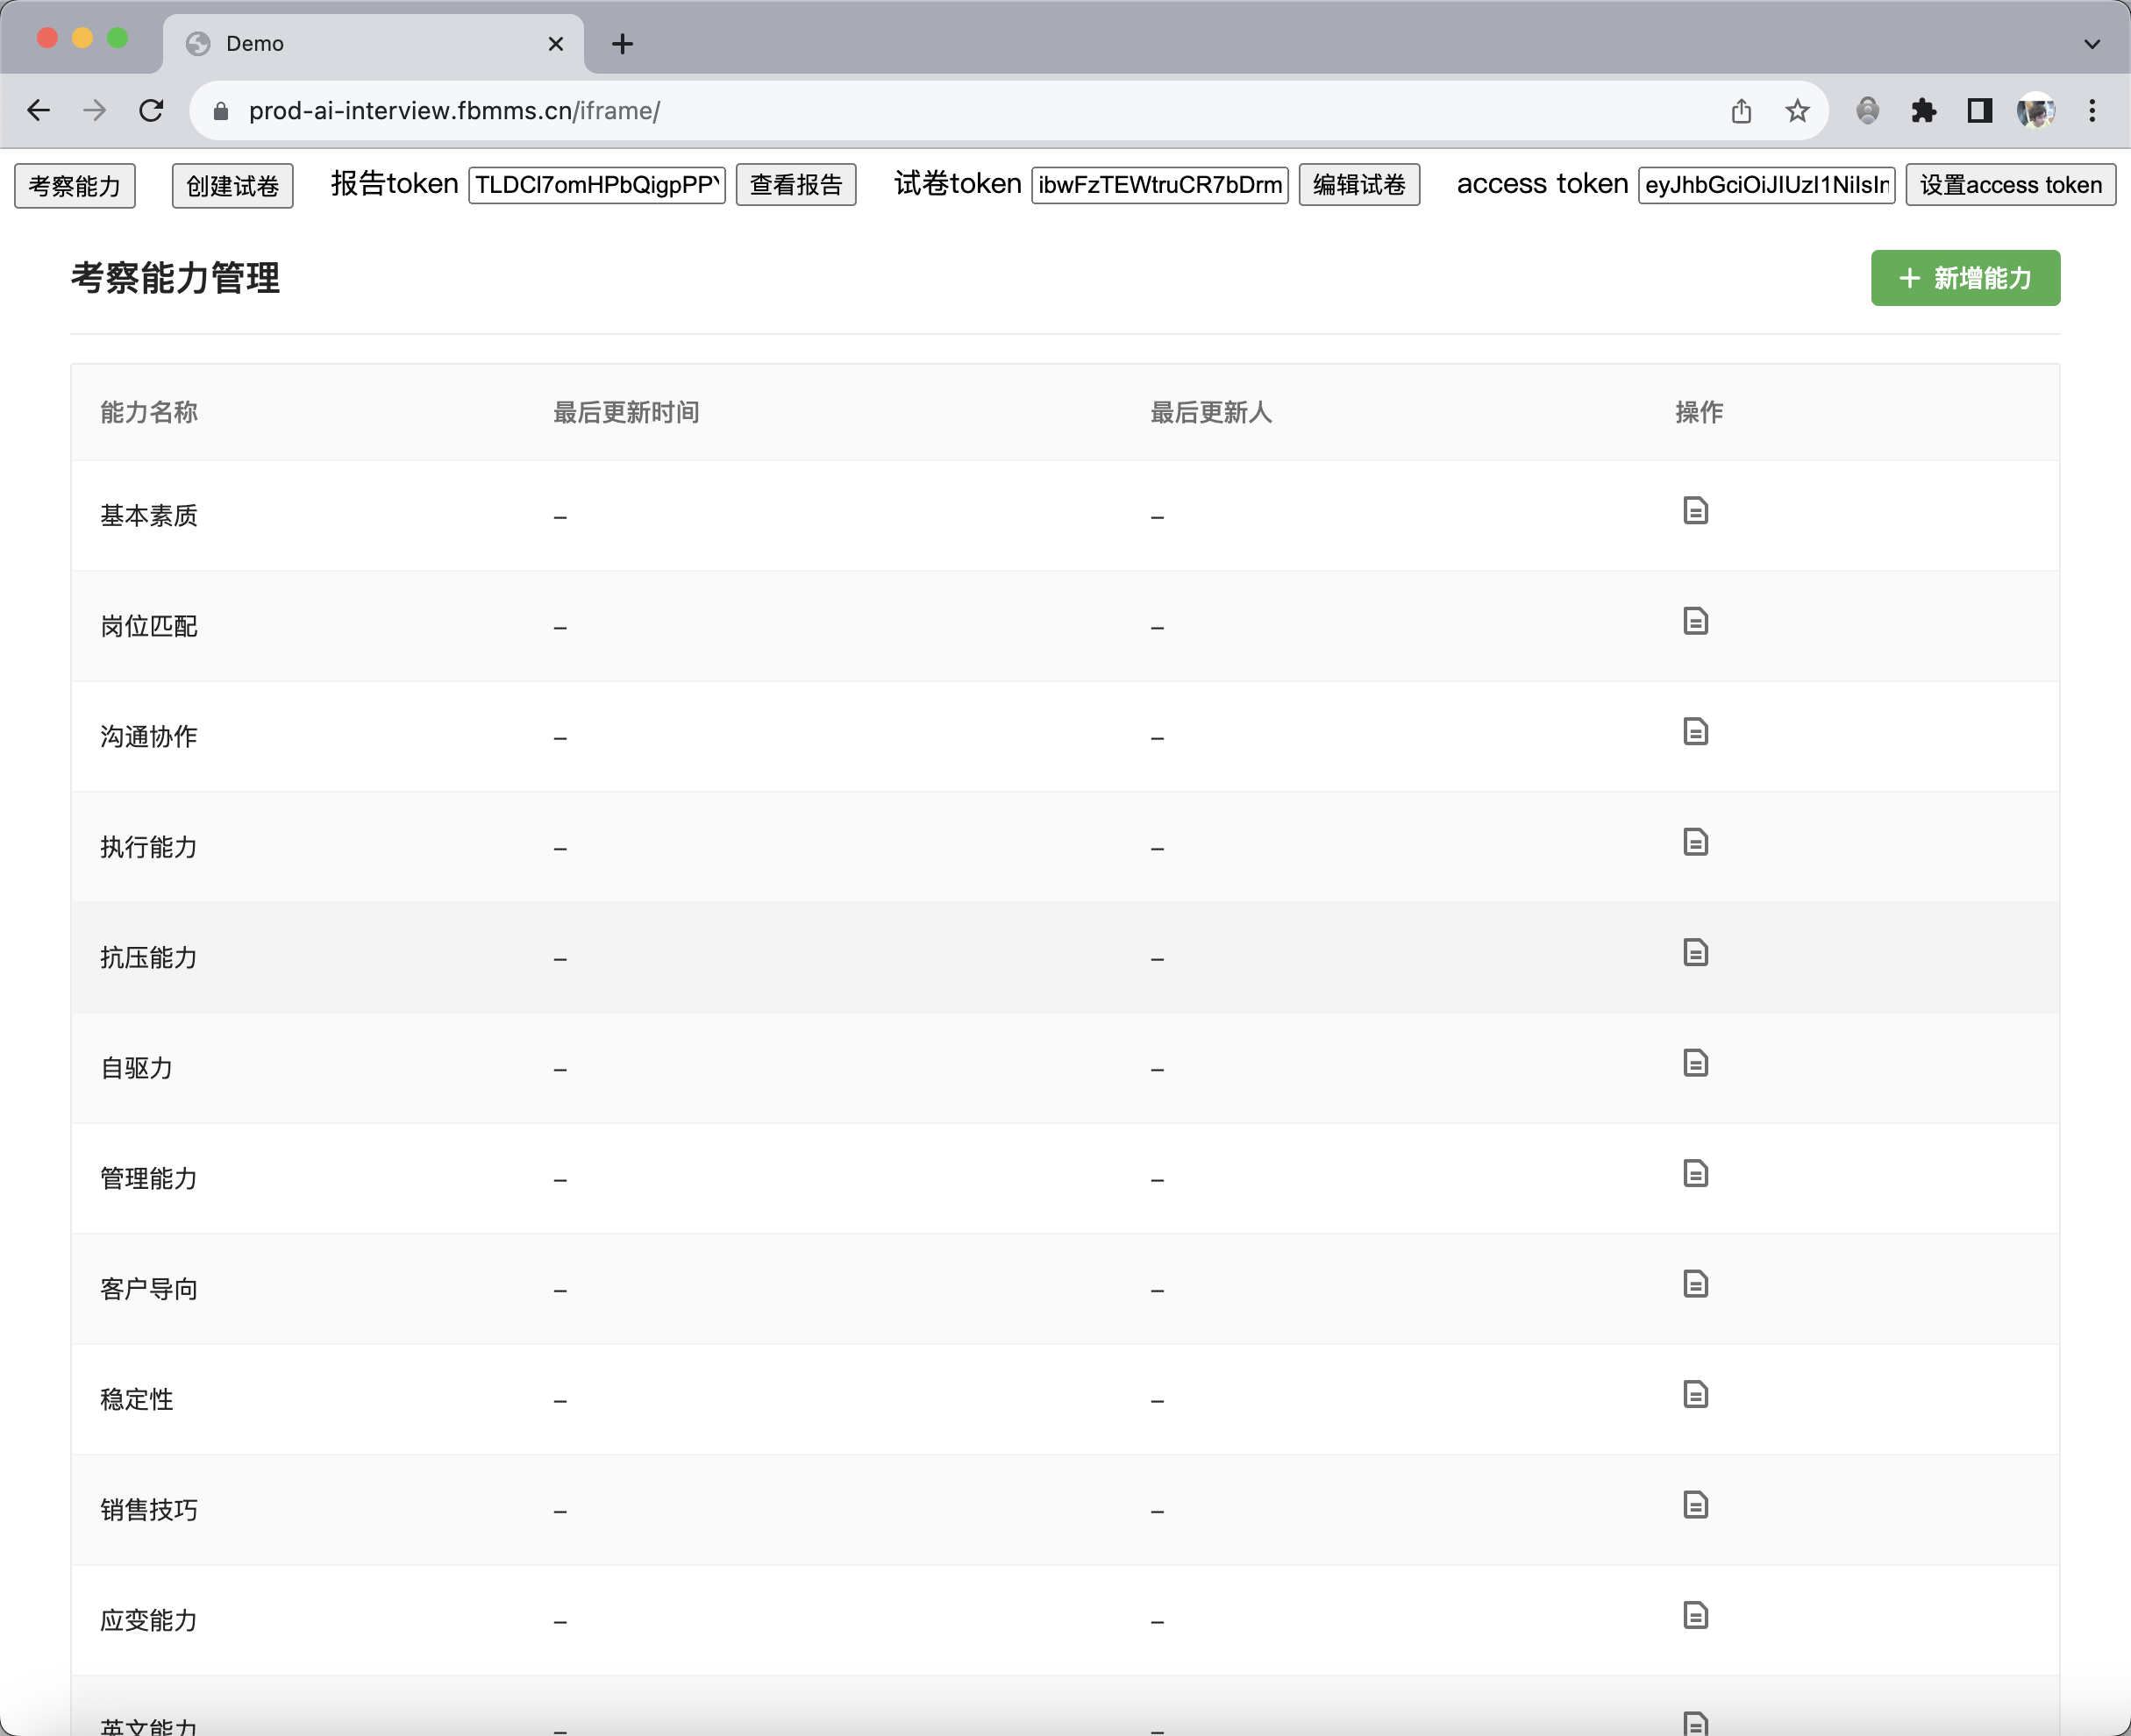 Demo
prod-ai-interview.fbmms.cn/iframe/
考察能力 创建试卷 报告token TLDCl7omHPbQigpPPY 查看报告 试卷token ibwFzTEWtruCR7bDrm 编辑试卷 access token eyJhbGciOiJIUzI1NiIsIn 设置access token
考察能力管理 + 新增能力
能力名称 最后更新时间 最后更新人 操作
基本素质 – –
岗位匹配 – –
沟通协作 – –
执行能力 – –
抗压能力 – –
自驱力 – –
管理能力 – –
客户导向 – –
稳定性 – –
销售技巧 – –
应变能力 – –
英文能力 – –